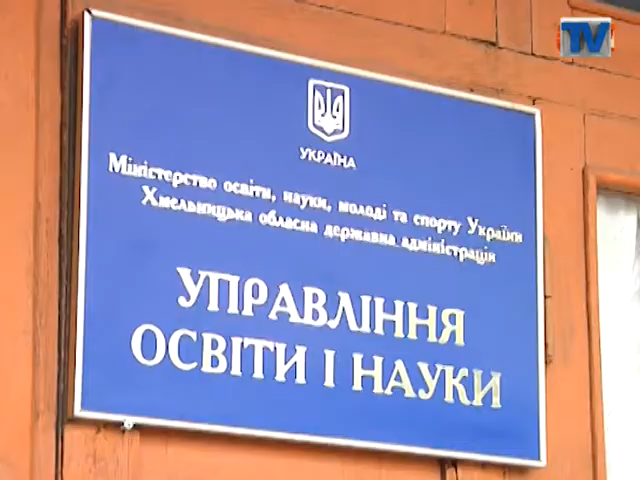 TV
УКРАЇНА
Міністерство освіти, науки, молоді та спорту України
Хмельницька обласна державна адміністрація
УПРАВЛІННЯ
ОСВІТИ І НАУКИ